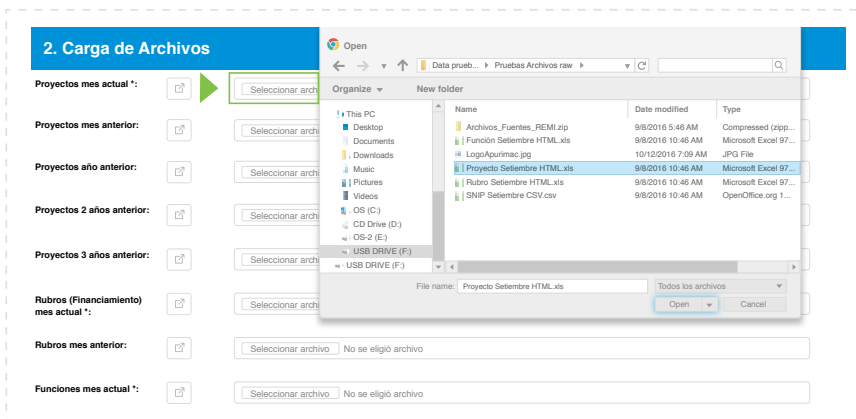 2. Carga de Archivos
Proyectos mes actual *:
Seleccionar archi
Proyectos mes anterior:
Seleccionar archi
Proyectos año anterior:
Seleccionar archi
Proyectos 2 años anterior:
Seleccionar archi
Proyectos 3 años anterior:
Seleccionar archi
Rubros (Financiamiento)
mes actual *:
Seleccionar archi
Rubros mes anterior:
Seleccionar archivo No se eligió archivo
Funciones mes actual *:
Seleccionar archivo No se eligió archivo
Open
Data prueb... Pruebas Archivos raw
Organize New folder
This PC
Desktop
Documents
Downloads
Music
Pictures
Videos
OS (C:)
CD Drive (D:)
OS-2 (E:)
USB DRIVE (F:)
USB DRIVE (F:)
Name Date modified Type
Archivos_Fuentes_REMI.zip 9/8/2016 5:46 AM Compressed (zipp...
Función Setiembre HTML.xls 9/8/2016 10:46 AM Microsoft Excel 97...
LogoApurimac.jpg 10/12/2016 7:09 AM JPG File
Proyecto Setiembre HTML.xls 9/8/2016 10:46 AM Microsoft Excel 97...
Rubro Setiembre HTML.xls 9/8/2016 10:46 AM Microsoft Excel 97...
SNIP Setiembre CSV.csv 9/8/2016 10:46 AM OpenOffice.org 1...
File name: Proyecto Setiembre HTML.xls Todos los archivos
Open Cancel